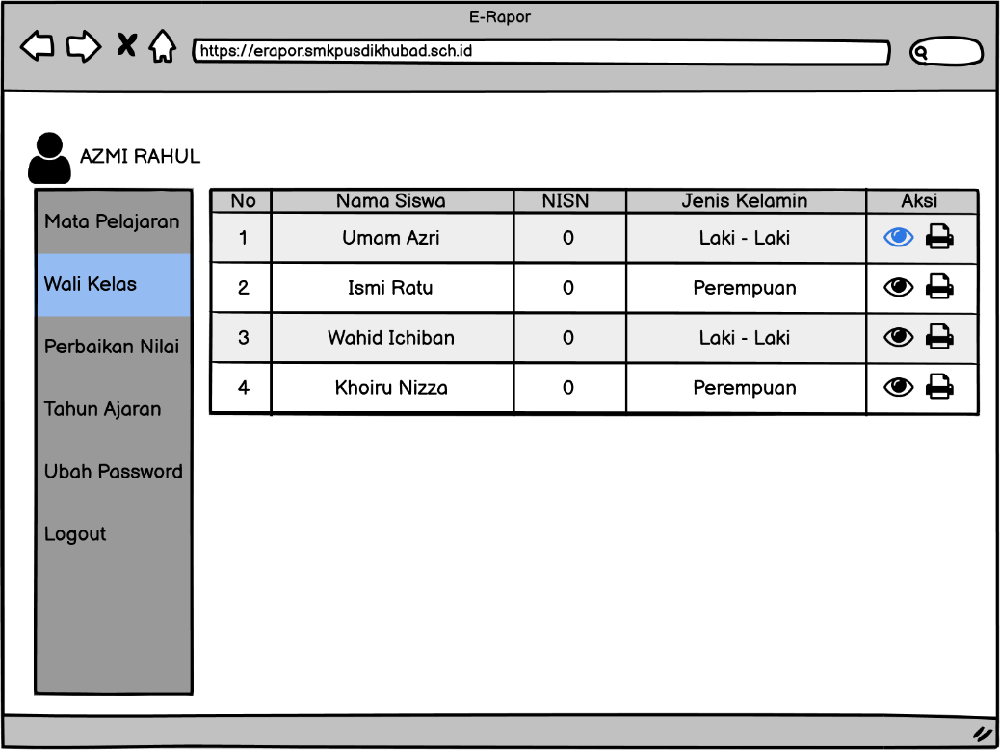 E-Rapor
https://erapor.smkpusdikhubad.sch.id
AZMI RAHUL
Mata Pelajaran
Wali Kelas
Perbaikan Nilai
Tahun Ajaran
Ubah Password
Logout
No Nama Siswa NISN Jenis Kelamin Aksi
1 Umam Azri 0 Laki - Laki
2 Ismi Ratu 0 Perempuan
3 Wahid Ichiban 0 Laki - Laki
4 Khoiru Nizza 0 Perempuan